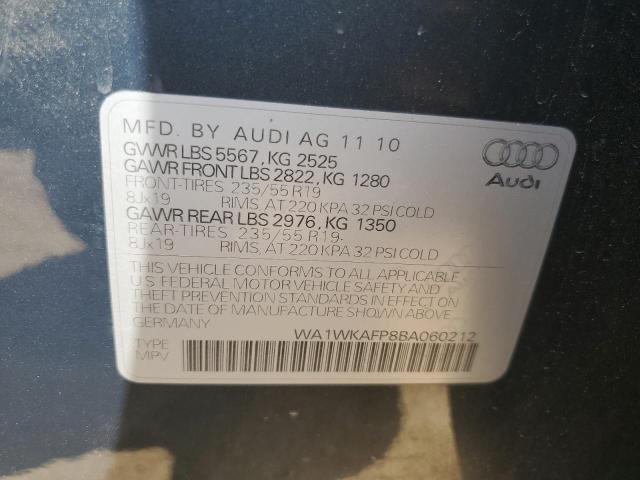 MFD. BY AUDI AG 11 10
GVWR LBS 5567, KG 2525
GAWR FRONT LBS 2822, KG 1280
FRONT-TIRES 235/55 R19
8Jx19 RIMS, AT 220 KPA 32 PSI COLD
GAWR REAR LBS 2976, KG 1350
REAR-TIRES 235/55 R19
8Jx19 RIMS, AT 220 KPA 32 PSI COLD
THIS VEHICLE CONFORMS TO ALL APPLICABLE
U.S. FEDERAL MOTOR VEHICLE SAFETY AND
THEFT PREVENTION STANDARDS IN EFFECT ON
THE DATE OF MANUFACTURE SHOWN ABOVE
GERMANY
WA1WKAFP8BA060212
TYPE
MPV
Audi